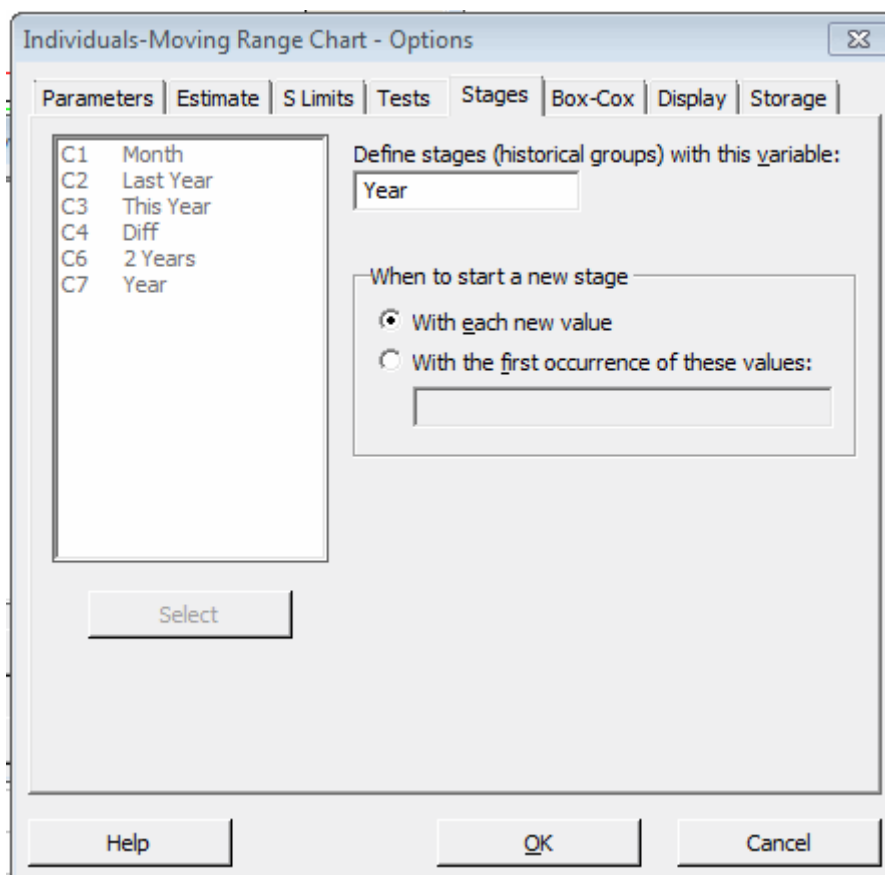 Individuals-Moving Range Chart - Options
Parameters Estimate S Limits Tests Stages Box-Cox Display Storage
C1 Month
C2 Last Year
C3 This Year
C4 Diff
C6 2 Years
C7 Year
Select
Define stages (historical groups) with this variable:
Year
When to start a new stage
With each new value
With the first occurrence of these values:
Help OK Cancel